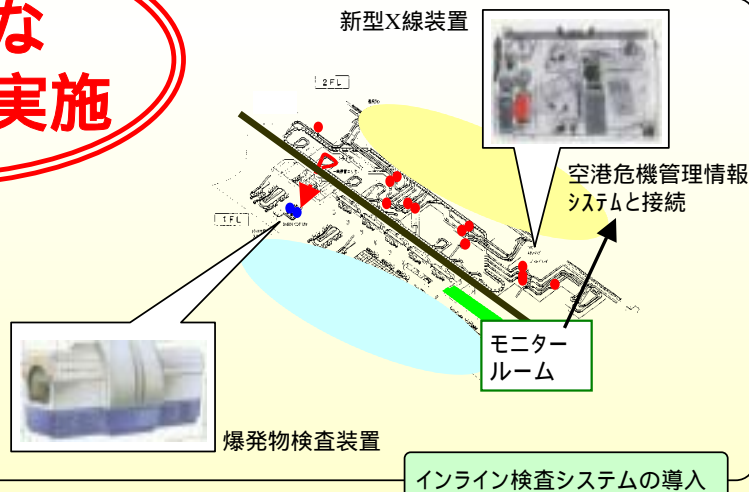 な
実施
新型X線装置
2FL
空港危機管理情報
システムと接続
1FL
モニター
ルーム
爆発物検査装置
インライン検査システムの導入